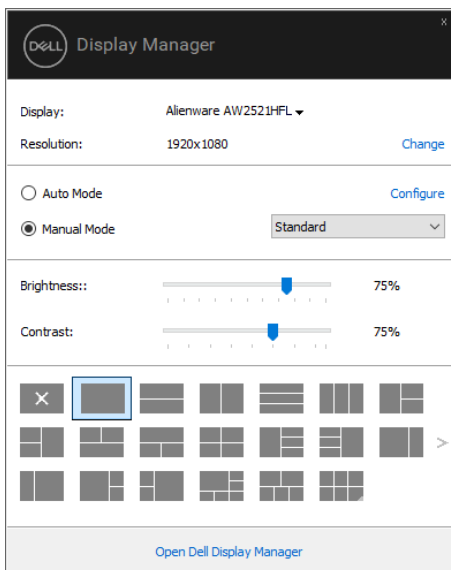 x
DELL Display Manager
Display: Alienware AW2521HFL
Resolution: 1920x1080 Change
Auto Mode Configure
Manual Mode Standard
Brightness:: 75%
Contrast: 75%
Open Dell Display Manager